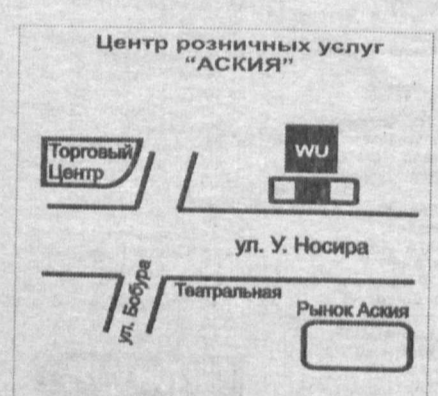 Центр розничных услуг
“АСКИЯ”
Торговый
Центр
WU
ул. У. Носира
ул. Бобура
Театральная
Рынок Аския